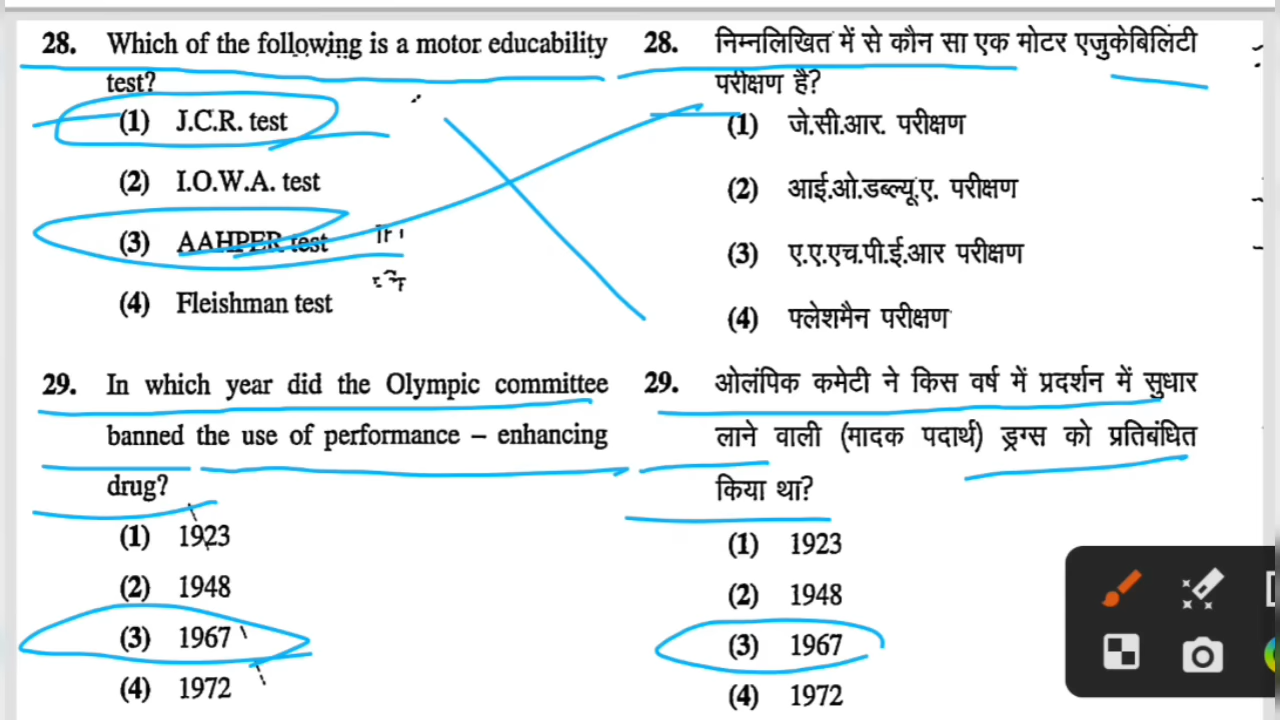 28. Which of the following is a motor educability
test?
(1) J.C.R. test
(2) I.O.W.A. test
(3) AAHPER test
(4) Fleishman test
29. In which year did the Olympic committee
banned the use of performance – enhancing
drug?
(1) 1923
(2) 1948
(3) 1967
(4) 1972
28. निम्नलिखित में से कौन सा एक मोटर एजुकेबिलिटी
परीक्षण है?
(1) जे.सी.आर. परीक्षण
(2) आई.ओ.डब्ल्यू.ए. परीक्षण
(3) ए.ए.एच.पी.ई.आर परीक्षण
(4) फ्लेशमैन परीक्षण
29. ओलंपिक कमेटी ने किस वर्ष में प्रदर्शन में सुधार
लाने वाली (मादक पदार्थ) ड्रग्स को प्रतिबंधित
किया था?
(1) 1923
(2) 1948
(3) 1967
(4) 1972